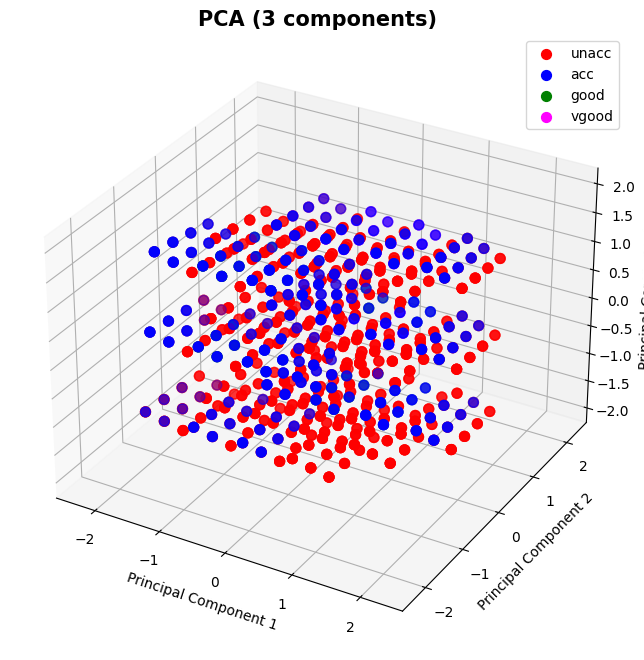 PCA (3 components)
unacc
acc
good
vgood
2.0
1.5
1.0
0.5
0.0
−0.5
−1.0
−1.5
−2.0
2
1
0
−1
−2
Principal Component 2
−2
−1
0
1
2
Principal Component 1